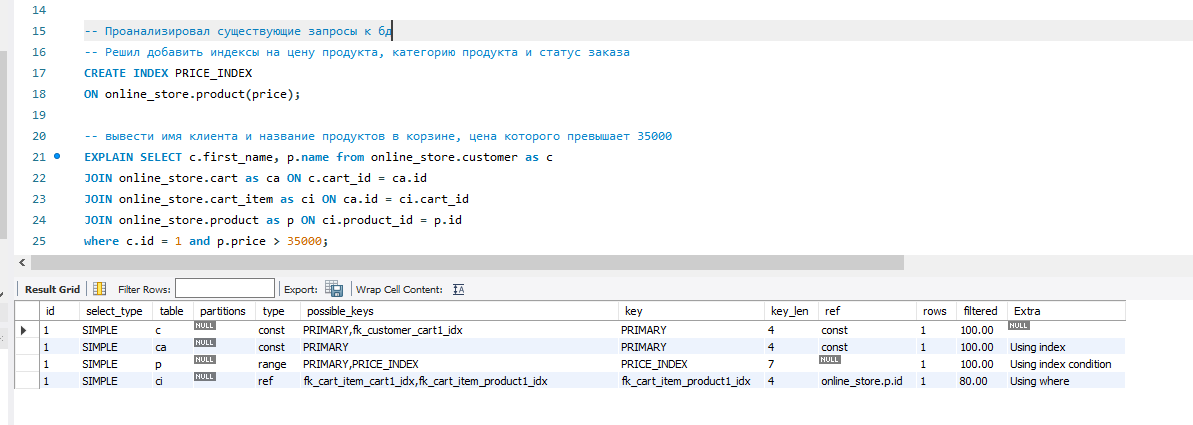 14
15 -- Проанализировал существующие запросы к бд
16 -- Решил добавить индексы на цену продукта, категорию продукта и статус заказа
17 CREATE INDEX PRICE_INDEX
18 ON online_store.product(price);
19
20 -- вывести имя клиента и название продуктов в корзине, цена которого превышает 35000
21 EXPLAIN SELECT c.first_name, p.name from online_store.customer as c
22 JOIN online_store.cart as ca ON c.cart_id = ca.id
23 JOIN online_store.cart_item as ci ON ca.id = ci.cart_id
24 JOIN online_store.product as p ON ci.product_id = p.id
25 where c.id = 1 and p.price > 35000;
Result Grid Filter Rows: Export: Wrap Cell Content:
id select_type table partitions type possible_keys key key_len ref rows filtered Extra
1 SIMPLE c NULL const PRIMARY,fk_customer_cart1_idx PRIMARY 4 const 1 100.00 NULL
1 SIMPLE ca NULL const PRIMARY PRIMARY 4 const 1 100.00 Using index
1 SIMPLE p NULL range PRIMARY,PRICE_INDEX PRICE_INDEX 7 NULL 1 100.00 Using index condition
1 SIMPLE ci NULL ref fk_cart_item_cart1_idx,fk_cart_item_product1_idx fk_cart_item_product1_idx 4 online_store.p.id 1 80.00 Using where